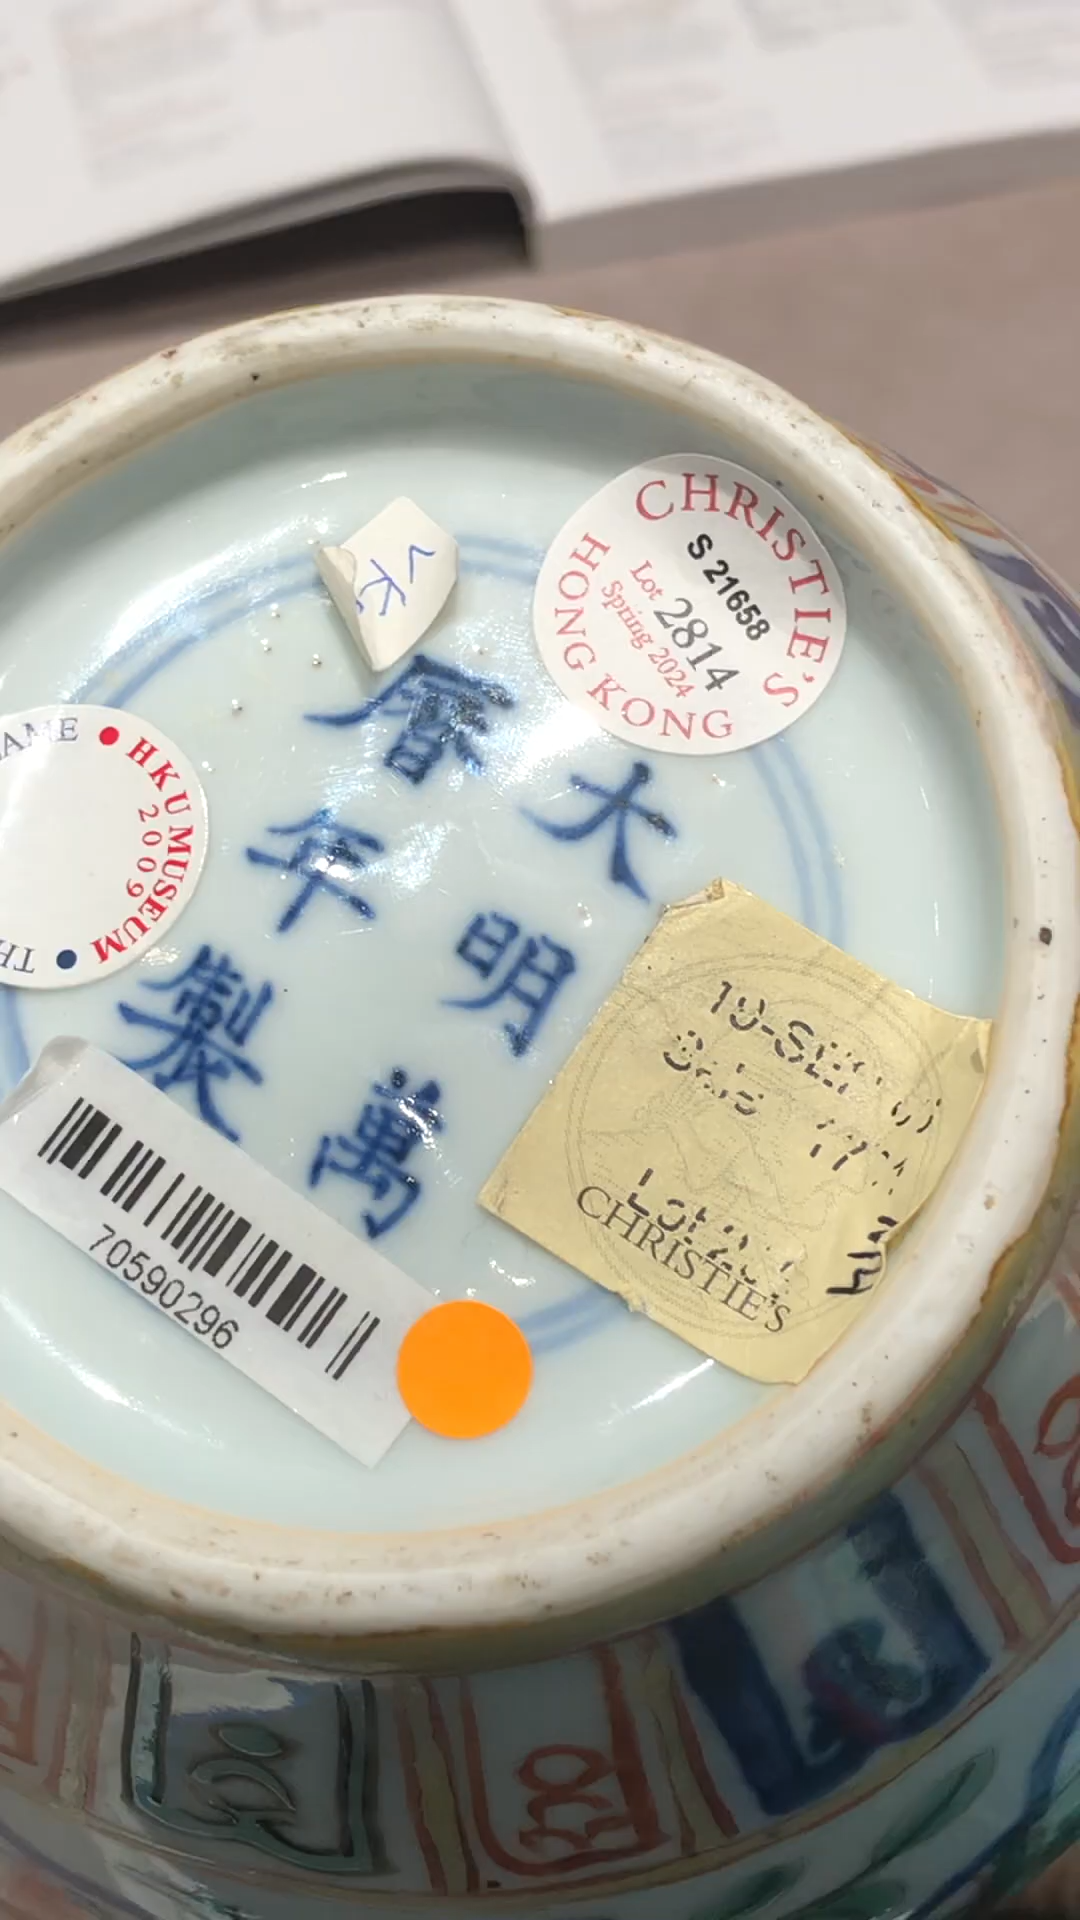 CHRISTIE'S
S 21658
Lot 2814
Spring 2024
HONG KONG
HKU MUSEUM
2009
大明萬
曆年製
CHRISTIE'S
70590296